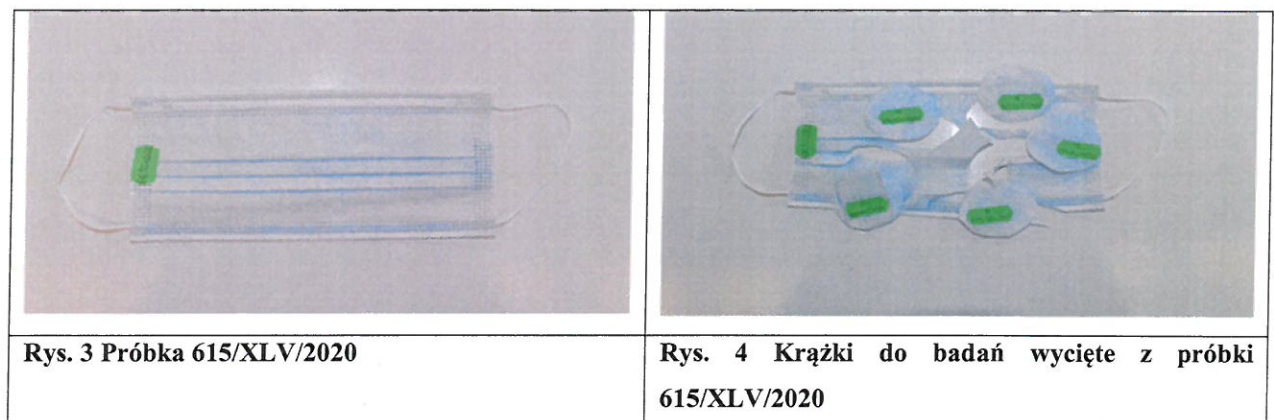 Rys. 3 Próbka 615/XLV/2020
Rys. 4 Krążki do badań wycięte z próbki
615/XLV/2020